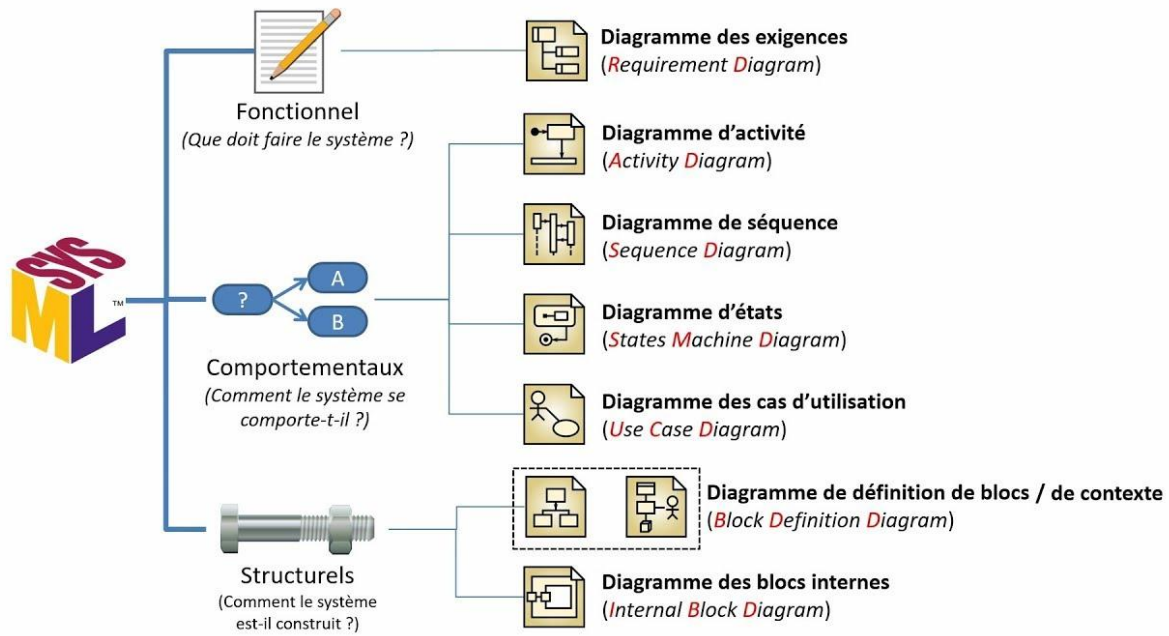 SYS
ML™
Fonctionnel
(Que doit faire le système ?)
Diagramme des exigences
(Requirement Diagram)
?
A
B
Comportementaux
(Comment le système se
comporte-t-il ?)
Diagramme d'activité
(Activity Diagram)
Diagramme de séquence
(Sequence Diagram)
Diagramme d'états
(States Machine Diagram)
Diagramme des cas d'utilisation
(Use Case Diagram)
Structurels
(Comment le système
est-il construit ?)
Diagramme de définition de blocs / de contexte
(Block Definition Diagram)
Diagramme des blocs internes
(Internal Block Diagram)